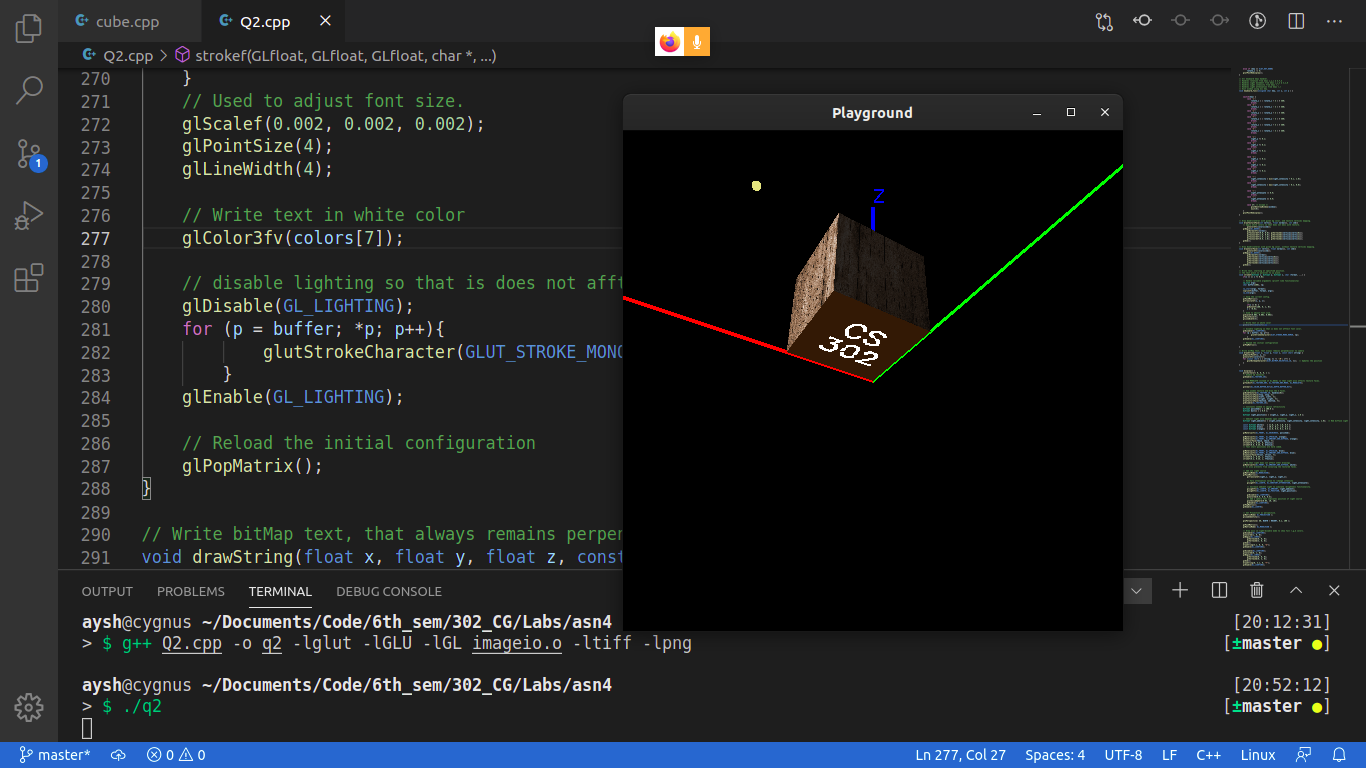 cube.cpp
Q2.cpp
Q2.cpp > strokef(GLfloat, GLfloat, GLfloat, char *, ...)
270 }
271 // Used to adjust font size.
272 glScalef(0.002, 0.002, 0.002);
273 glPointSize(4);
274 glLineWidth(4);
275
276 // Write text in white color
277 glColor3fv(colors[7]);
278
279 // disable lighting so that is does not afft
280 glDisable(GL_LIGHTING);
281 for (p = buffer; *p; p++){
282 glutStrokeCharacter(GLUT_STROKE_MONO
283 }
284 glEnable(GL_LIGHTING);
285
286 // Reload the initial configuration
287 glPopMatrix();
288 }
289
290 // Write bitMap text, that always remains perpen
291 void drawString(float x, float y, float z, const
1
Playground
Z
CS
302
OUTPUT PROBLEMS TERMINAL DEBUG CONSOLE
aysh@cygnus ~/Documents/Code/6th_sem/302_CG/Labs/asn4 [20:12:31]
> $ g++ Q2.cpp -o q2 -lglut -lGLU -lGL imageio.o -ltiff -lpng [±master ●]
aysh@cygnus ~/Documents/Code/6th_sem/302_CG/Labs/asn4 [20:52:12]
> $ ./q2 [±master ●]
master* 0 0 Ln 277, Col 27 Spaces: 4 UTF-8 LF C++ Linux